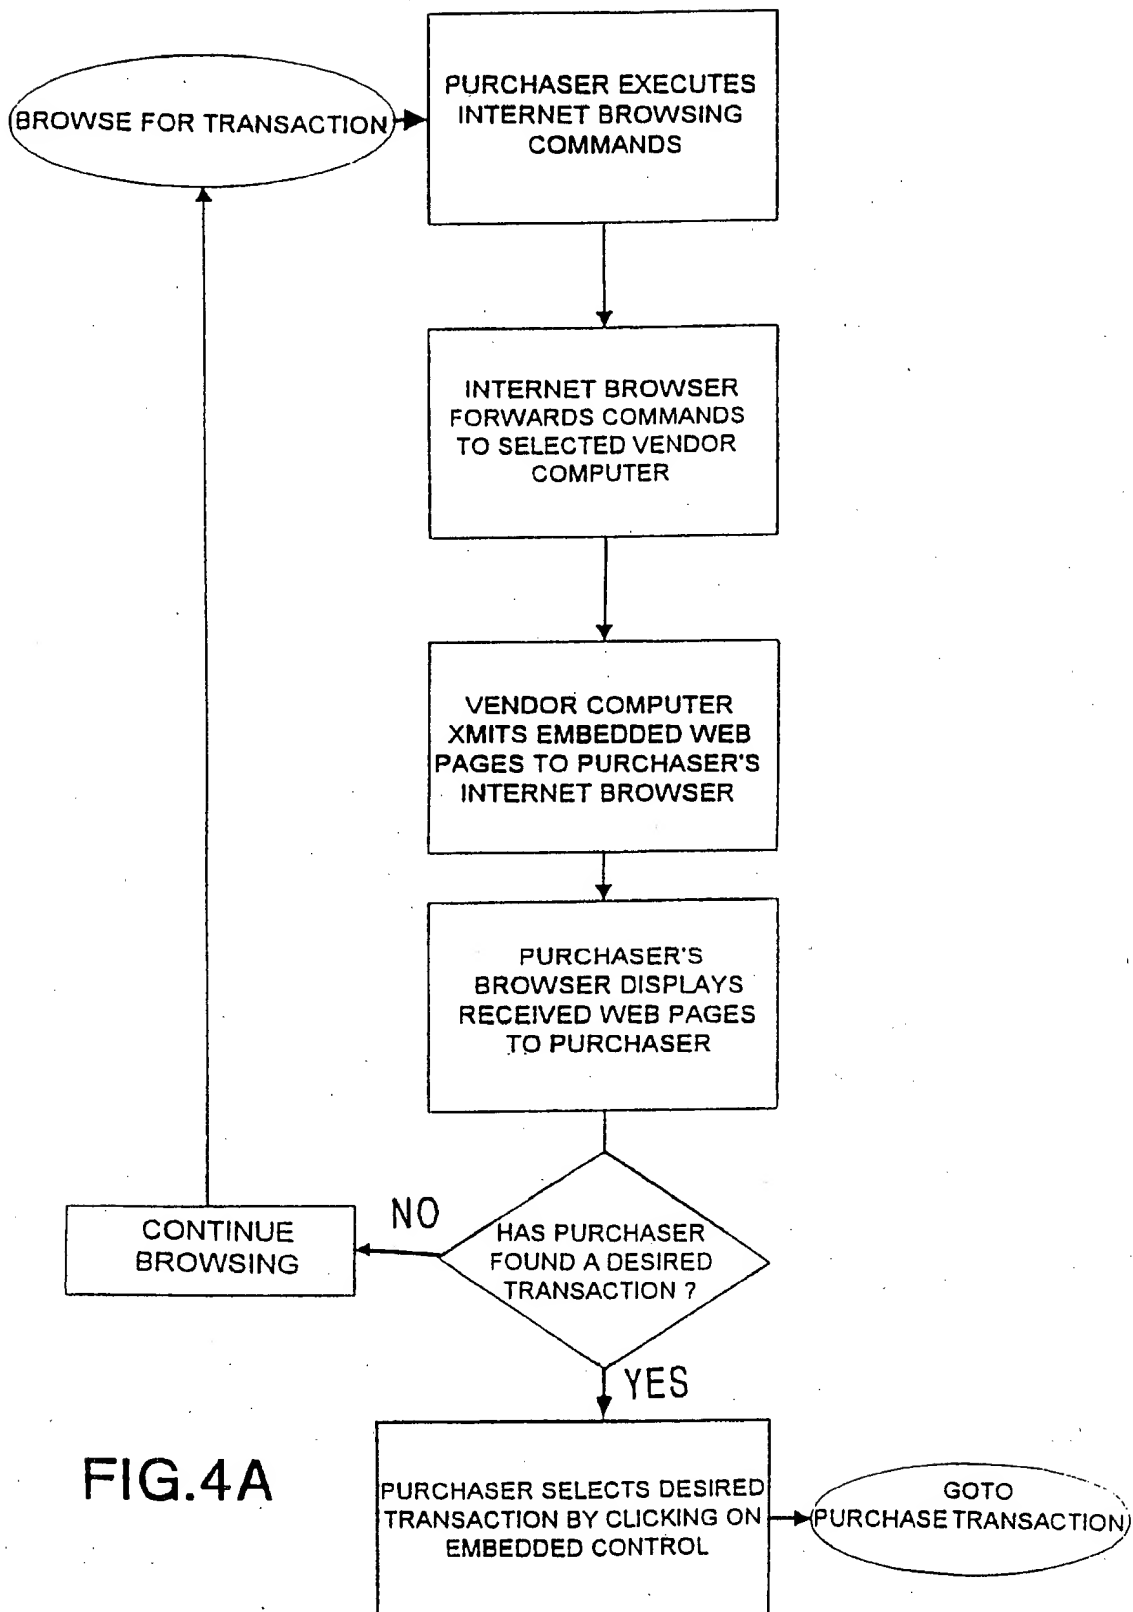 BROWSE FOR TRANSACTION
PURCHASER EXECUTES
INTERNET BROWSING
COMMANDS
INTERNET BROWSER
FORWARDS COMMANDS
TO SELECTED VENDOR
COMPUTER
VENDOR COMPUTER
XMITS EMBEDDED WEB
PAGES TO PURCHASER'S
INTERNET BROWSER
PURCHASER'S
BROWSER DISPLAYS
RECEIVED WEB PAGES
TO PURCHASER
HAS PURCHASER
FOUND A DESIRED
TRANSACTION ?
NO
CONTINUE
BROWSING
YES
PURCHASER SELECTS DESIRED
TRANSACTION BY CLICKING ON
EMBEDDED CONTROL
GOTO
PURCHASE TRANSACTION
FIG.4A